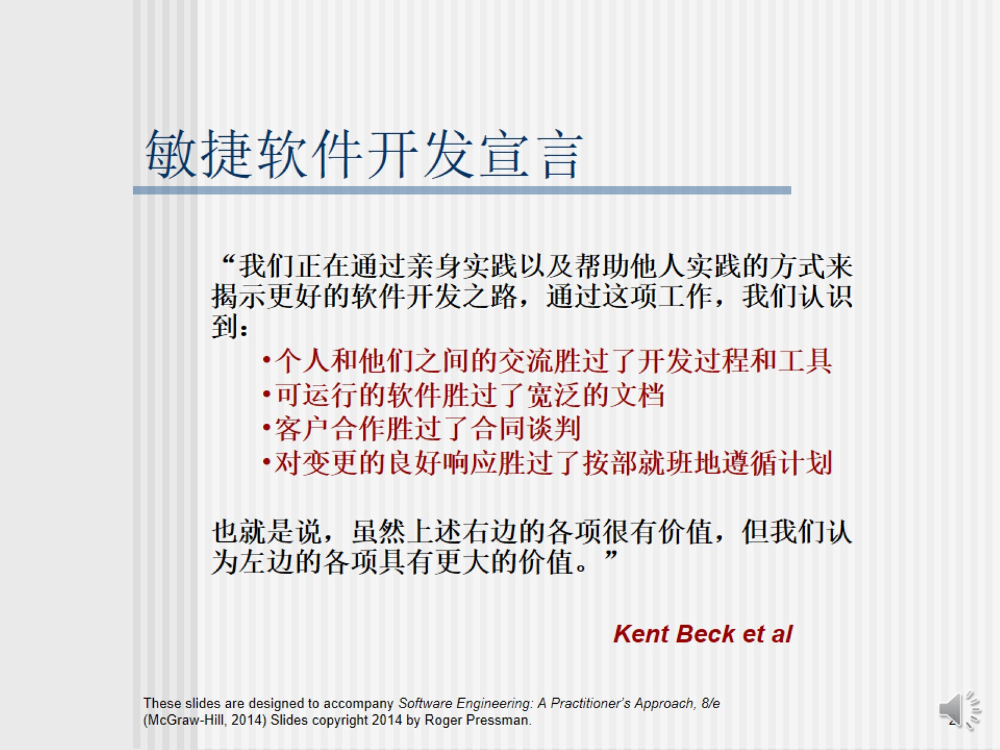 敏捷软件开发宣言
“我们正在通过亲身实践以及帮助他人实践的方式来
揭示更好的软件开发之路，通过这项工作，我们认识
到：
•个人和他们之间的交流胜过了开发过程和工具
•可运行的软件胜过了宽泛的文档
•客户合作胜过了合同谈判
•对变更的良好响应胜过了按部就班地遵循计划
也就是说，虽然上述右边的各项很有价值，但我们认
为左边的各项具有更大的价值。”
Kent Beck et al
These slides are designed to accompany Software Engineering: A Practitioner’s Approach, 8/e
(McGraw-Hill, 2014) Slides copyright 2014 by Roger Pressman.